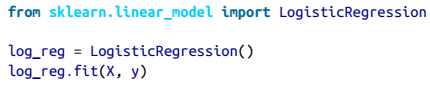 from sklearn.linear_model import LogisticRegression
log_reg = LogisticRegression()
log_reg.fit(X, y)